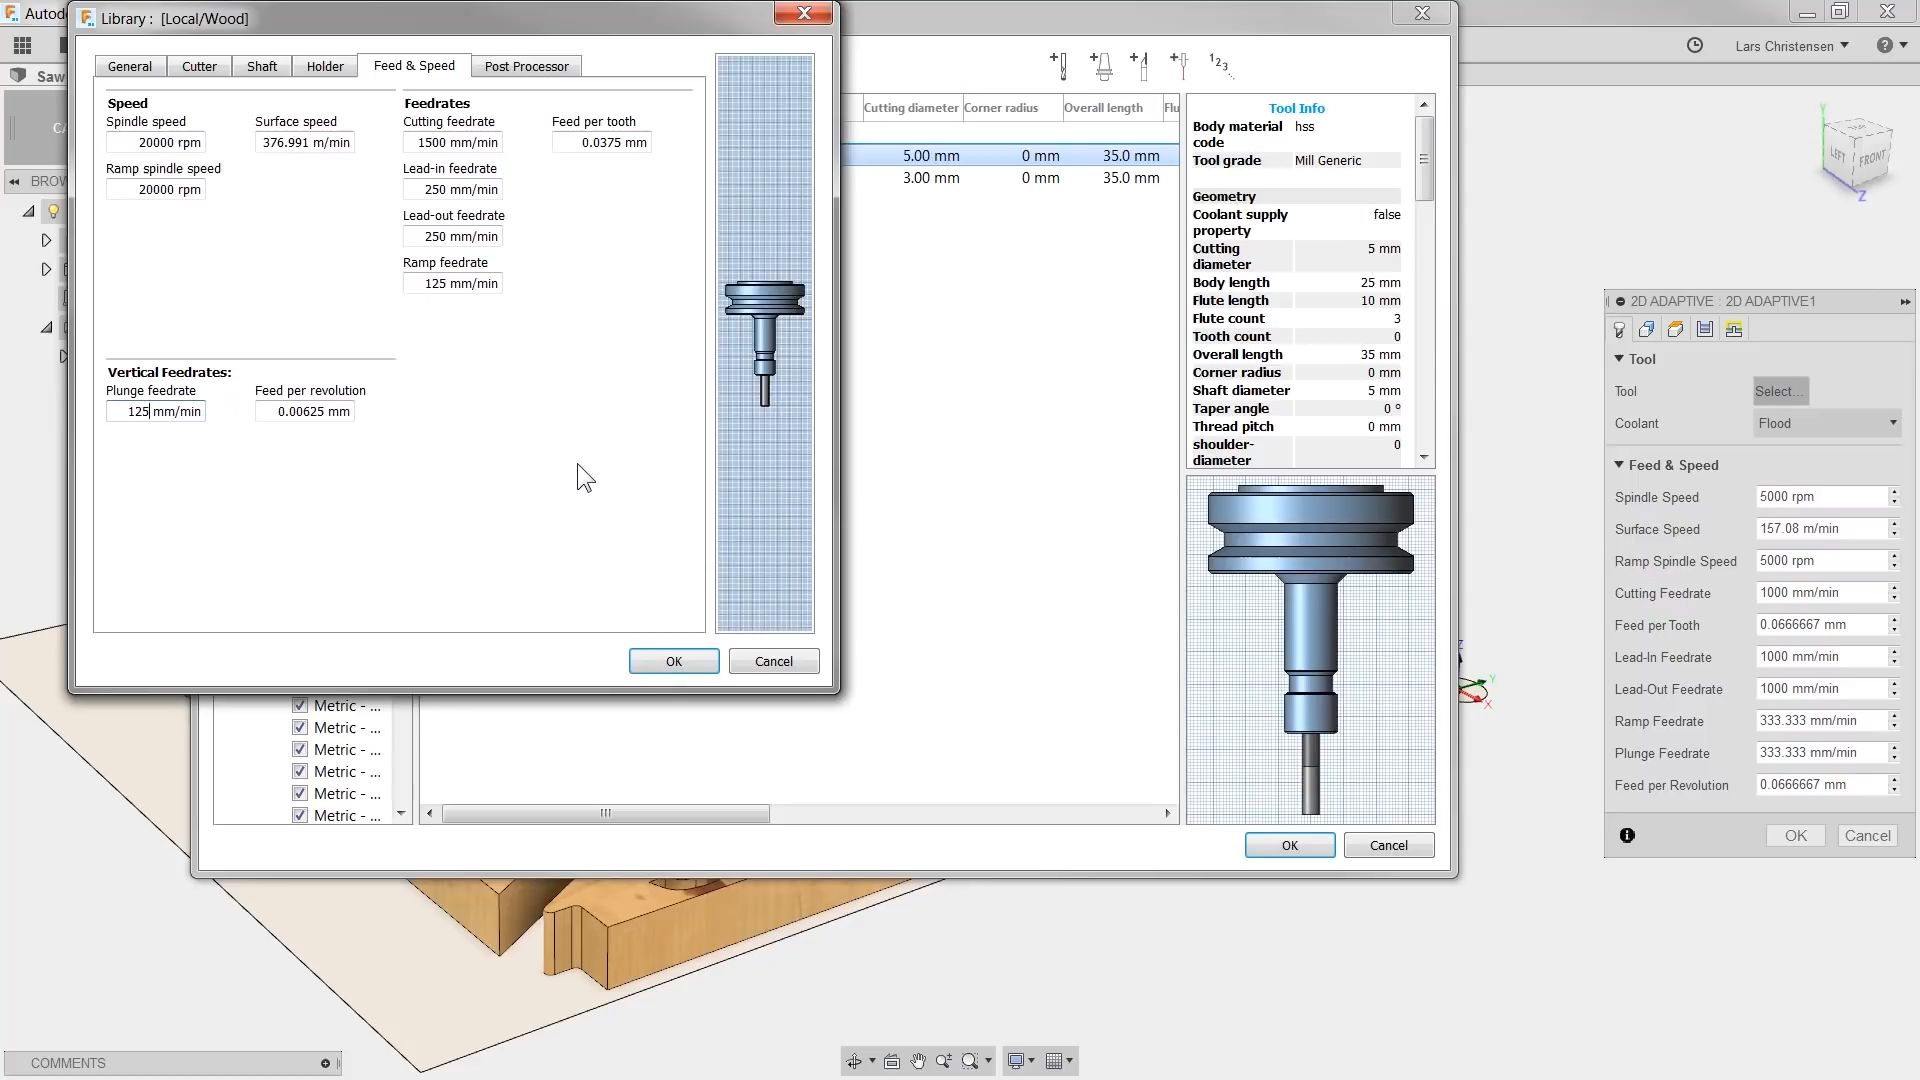 Autod
Library : [Local/Wood]
Lars Christensen
Saw
General
Cutter
Shaft
Holder
Feed & Speed
Post Processor
Speed
Spindle speed
20000 rpm
Surface speed
376.991 m/min
Ramp spindle speed
20000 rpm
Feedrates
Cutting feedrate
1500 mm/min
Feed per tooth
0.0375 mm
Lead-in feedrate
250 mm/min
Lead-out feedrate
250 mm/min
Ramp feedrate
125 mm/min
Vertical Feedrates:
Plunge feedrate
125 mm/min
Feed per revolution
0.00625 mm
OK
Cancel
CA
BROW
1 2 3
Cutting diameter
Corner radius
Overall length
Flu
5.00 mm 0 mm 35.0 mm
3.00 mm 0 mm 35.0 mm
Tool Info
Body material code hss
Tool grade Mill Generic
Geometry
Coolant supply property false
Cutting diameter 5 mm
Body length 25 mm
Flute length 10 mm
Flute count 3
Tooth count 0
Overall length 35 mm
Corner radius 0 mm
Shaft diameter 5 mm
Taper angle 0 º
Thread pitch 0 mm
shoulder-diameter 0
Metric - ...
Metric - ...
Metric - ...
Metric - ...
Metric - ...
Metric - ...
OK
Cancel
TOP
LEFT
FRONT
Y
Z
2D ADAPTIVE : 2D ADAPTIVE1
Tool
Tool Select...
Coolant Flood
Feed & Speed
Spindle Speed 5000 rpm
Surface Speed 157.08 m/min
Ramp Spindle Speed 5000 rpm
Cutting Feedrate 1000 mm/min
Feed per Tooth 0.0666667 mm
Lead-In Feedrate 1000 mm/min
Lead-Out Feedrate 1000 mm/min
Ramp Feedrate 333.333 mm/min
Plunge Feedrate 333.333 mm/min
Feed per Revolution 0.0666667 mm
OK
Cancel
Z
Y
X
COMMENTS